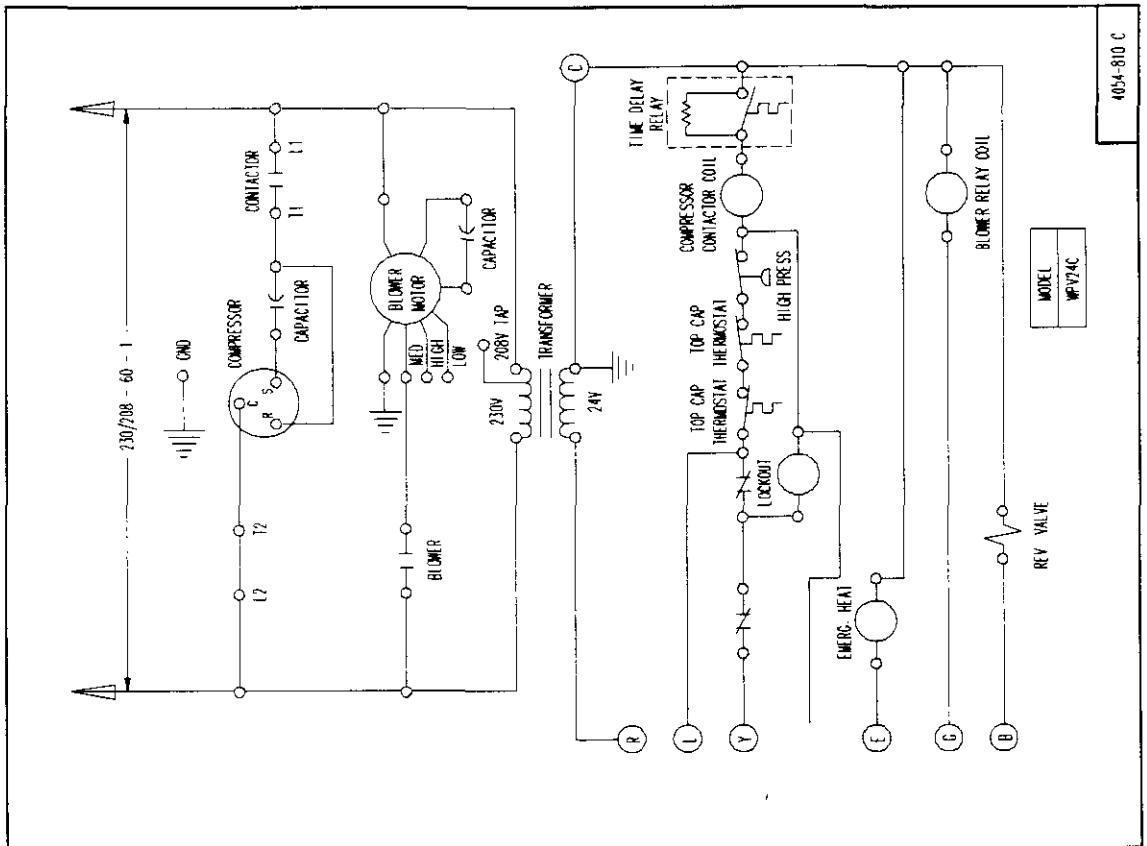 230/208 - 60 - 1
GND
COMPRESSOR
CONTACTOR
L2
T2
C
R
S
CAPACITOR
T1
L1
BLOWER
BLOWER
MOTOR
MED
HIGH
LOW
CAPACITOR
230V
208V TAP
TRANSFORMER
24V
R
C
TIME DELAY
RELAY
COMPRESSOR
CONTACTOR COIL
TOP CAP
THERMOSTAT
TOP CAP
THERMOSTAT
HIGH PRESS
L
Y
LOCKOUT
EMERG. HEAT
E
G
BLOWER RELAY COIL
B
REV VALVE
MODEL
WPV24C
4054-810 C